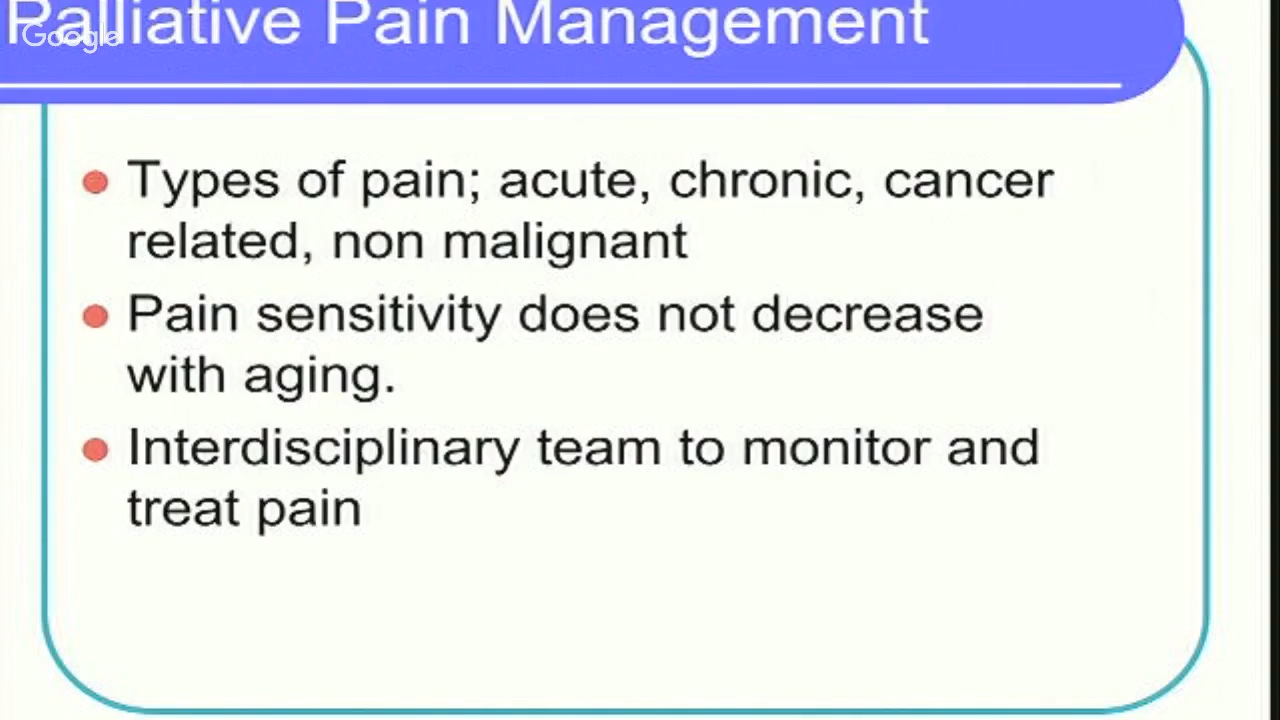 Palliative Pain Management
Google
Types of pain; acute, chronic, cancer
related, non malignant
Pain sensitivity does not decrease
with aging.
Interdisciplinary team to monitor and
treat pain